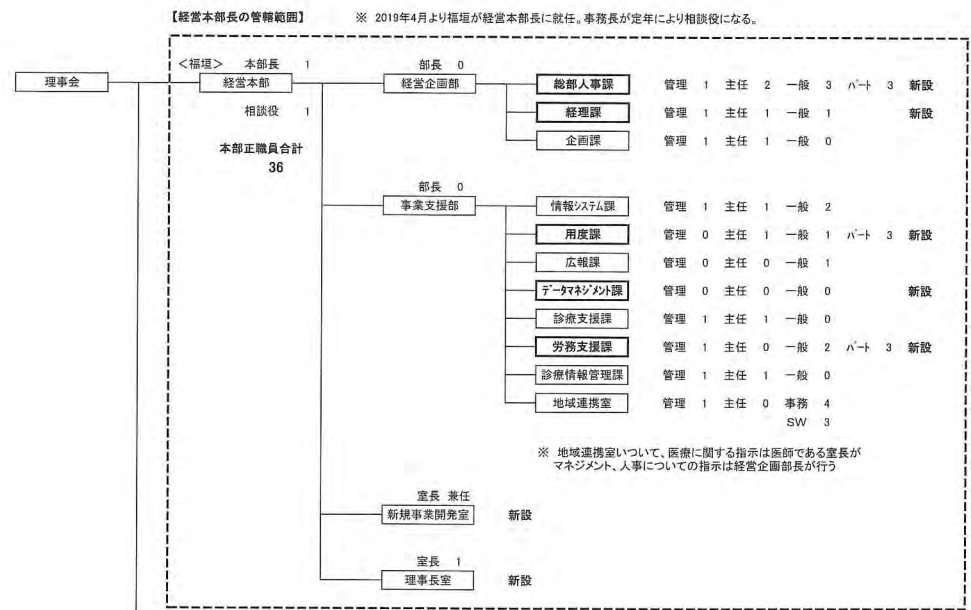 【経営本部長の管轄範囲】 ※ 2019年4月より福垣が経営本部長に就任。事務長が定年により相談役になる。
<福垣> 本部長 1 部長 0
理事会 経営本部 経営企画部 総部人事課 管理 1 主任 2 一般 3 パート 3 新設
相談役 1 経理課 管理 1 主任 1 一般 1 新設
企画課 管理 1 主任 1 一般 0
本部正職員合計
36
部長 0
事業支援部 情報システム課 管理 1 主任 1 一般 2
用度課 管理 0 主任 1 一般 1 パート 3 新設
広報課 管理 0 主任 0 一般 1
データマネジメント課 管理 0 主任 0 一般 0 新設
診療支援課 管理 1 主任 1 一般 0
労務支援課 管理 1 主任 0 一般 2 パート 3 新設
診療情報管理課 管理 1 主任 1 一般 0
地域連携室 管理 1 主任 0 事務 4
SW 3
※ 地域連携室いついて、医療に関する指示は医師である室長が
マネジメント、人事についての指示は経営企画部長が行う
室長 兼任
新規事業開発室 新設
室長 1
理事長室 新設